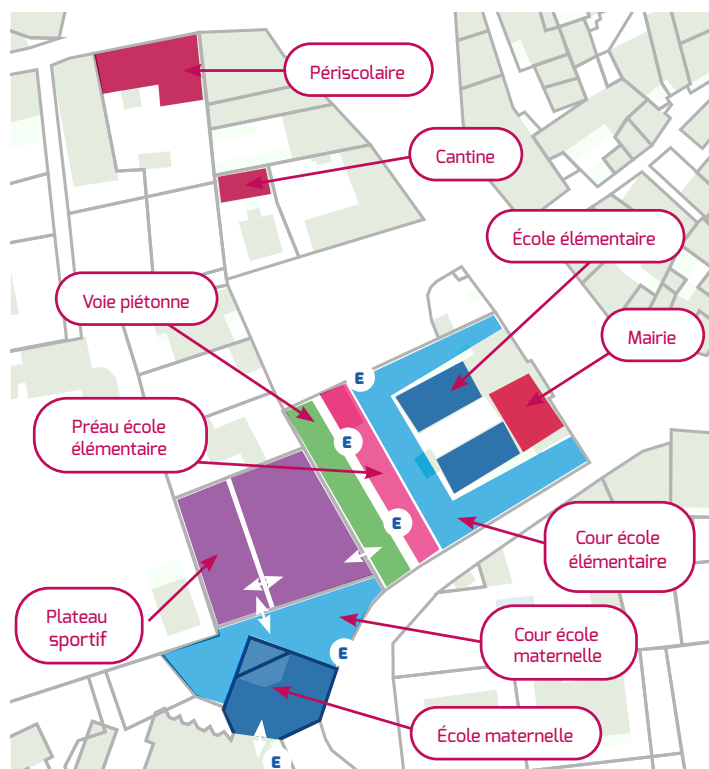 Périscolaire
Cantine
École élémentaire
Voie piétonne
Mairie
E
Préau école
élémentaire
E
E
Cour école
élémentaire
Plateau
sportif
Cour école
maternelle
E
École maternelle
E